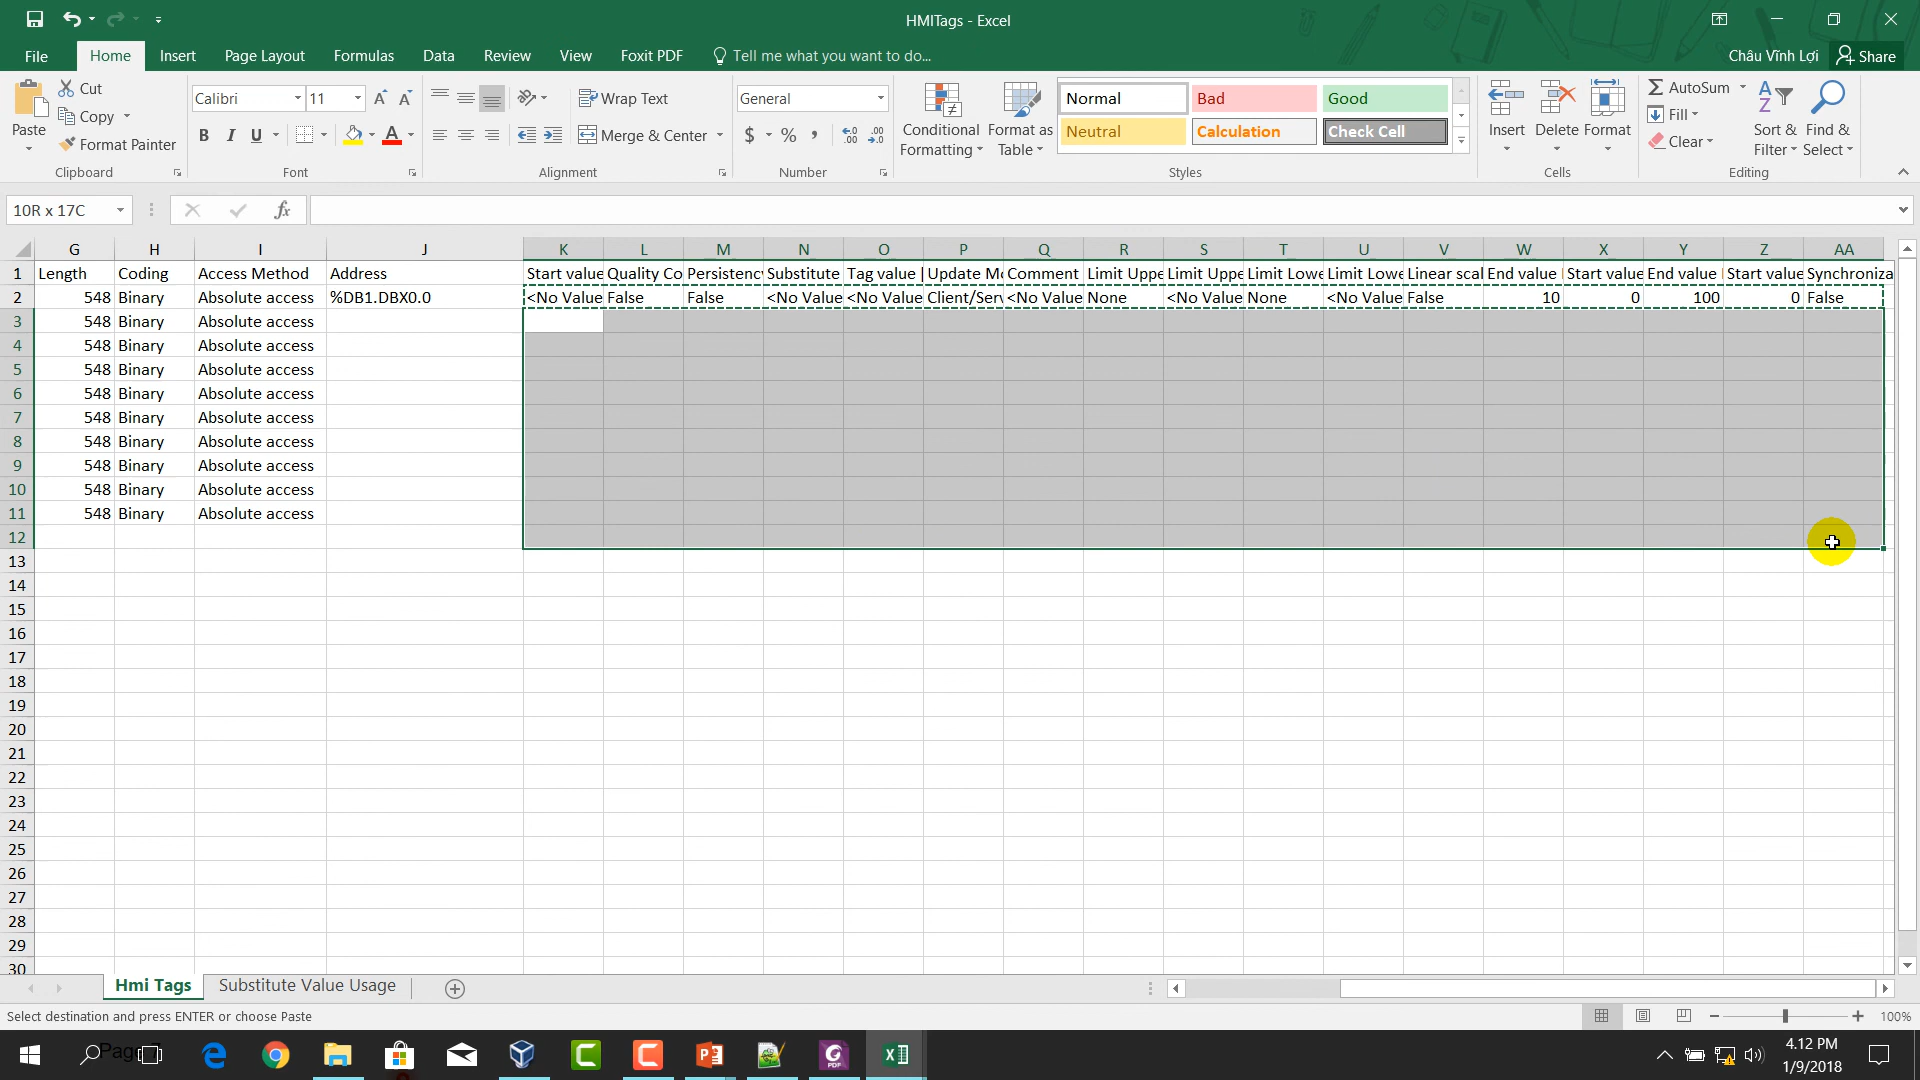 HMITags - Excel
File Home Insert Page Layout Formulas Data Review View Foxit PDF Tell me what you want to do... Châu Vĩnh Lợi Share
Paste
Cut
Copy
Format Painter
Clipboard
Calibri 11
B I U
Font
Wrap Text
Merge & Center
Alignment
General
$ % ,
Number
Conditional Formatting
Format as Table
Normal Bad Good
Neutral Calculation Check Cell
Styles
Insert Delete Format
Cells
AutoSum
Fill
Clear
Sort & Filter
Find & Select
Editing
10R x 17C fx
G H I J K L M N O P Q R S T U V W X Y Z AA
1 Length Coding Access Method Address Start value Quality Co Persistency Substitute Tag value Update Mo Comment Limit Uppe Limit Uppe Limit Lowe Limit Lowe Linear scal End value Start value End value Start value Synchroniza
2 548 Binary Absolute access %DB1.DBX0.0 <No Value False False <No Value <No Value Client/Serv <No Value None <No Value None <No Value False 10 0 100 0 False
3 548 Binary Absolute access
4 548 Binary Absolute access
5 548 Binary Absolute access
6 548 Binary Absolute access
7 548 Binary Absolute access
8 548 Binary Absolute access
9 548 Binary Absolute access
10 548 Binary Absolute access
11 548 Binary Absolute access
12
13
14
15
16
17
18
19
20
21
22
23
24
25
26
27
28
29
30
Hmi Tags Substitute Value Usage
Select destination and press ENTER or choose Paste 100%
Page
4:12 PM
1/9/2018